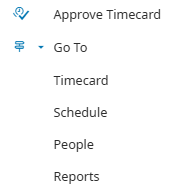 Approve Timecard
Go To
Timecard
Schedule
People
Reports